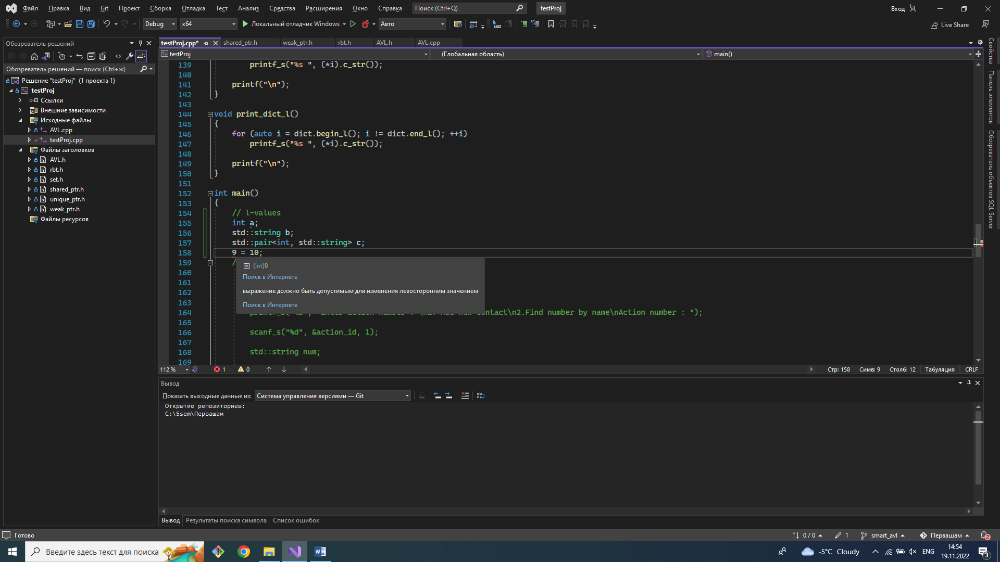 Файл Правка Вид Git Проект Сборка Отладка Тест Анализ Средства Расширения Окно Справка Поиск (Ctrl+Q) testProj Вход
Debug x64 Локальный отладчик Windows Авто Live Share
Обозреватель решений
Обозреватель решений — поиск (Ctrl+ж)
Решение "testProj" (1 проекта 1)
testProj
Ссылки
Внешние зависимости
Исходные файлы
AVL.cpp
testProj.cpp
Файлы заголовков
AVL.h
rbt.h
set.h
shared_ptr.h
unique_ptr.h
weak_ptr.h
Файлы ресурсов
testProj.cpp* shared_ptr.h weak_ptr.h rbt.h AVL.h AVL.cpp
testProj (Глобальная область) main()
139 printf_s("%s ", (*i).c_str());
140
141 printf("\n");
142 }
143
144 void print_dict_l()
145 {
146 for (auto i = dict.begin_l(); i != dict.end_l(); ++i)
147 printf_s("%s ", (*i).c_str());
148
149 printf("\n");
150 }
151
152 int main()
153 {
154 // l-values
155 int a;
156 std::string b;
157 std::pair<int, std::string> c;
158 9 = 10;
159 /
160
161
162
163
164 contact\n2.Find number by name\nAction number : ");
165
166 scanf_s("%d", &action_id, 1);
167
168 std::string num;
169
(int)9
Поиск в Интернете
выражение должно быть допустимым для изменения левосторонним значением
Поиск в Интернете
112 % 1 0 Стр: 158 Симв: 9 Столб: 12 Табуляция CRLF
Вывод
Показать выходные данные из: Система управления версиями — Git
Открытие репозиториев:
C:\5sem\Первашам
Вывод Результаты поиска символа Список ошибок
Свойства
Панель элементов
Обозреватель объектов SQL Server
Готово 0 / 0 1 smart_avl Первашам 2
Введите здесь текст для поиска -5°C Cloudy ENG 14:54
19.11.2022
3